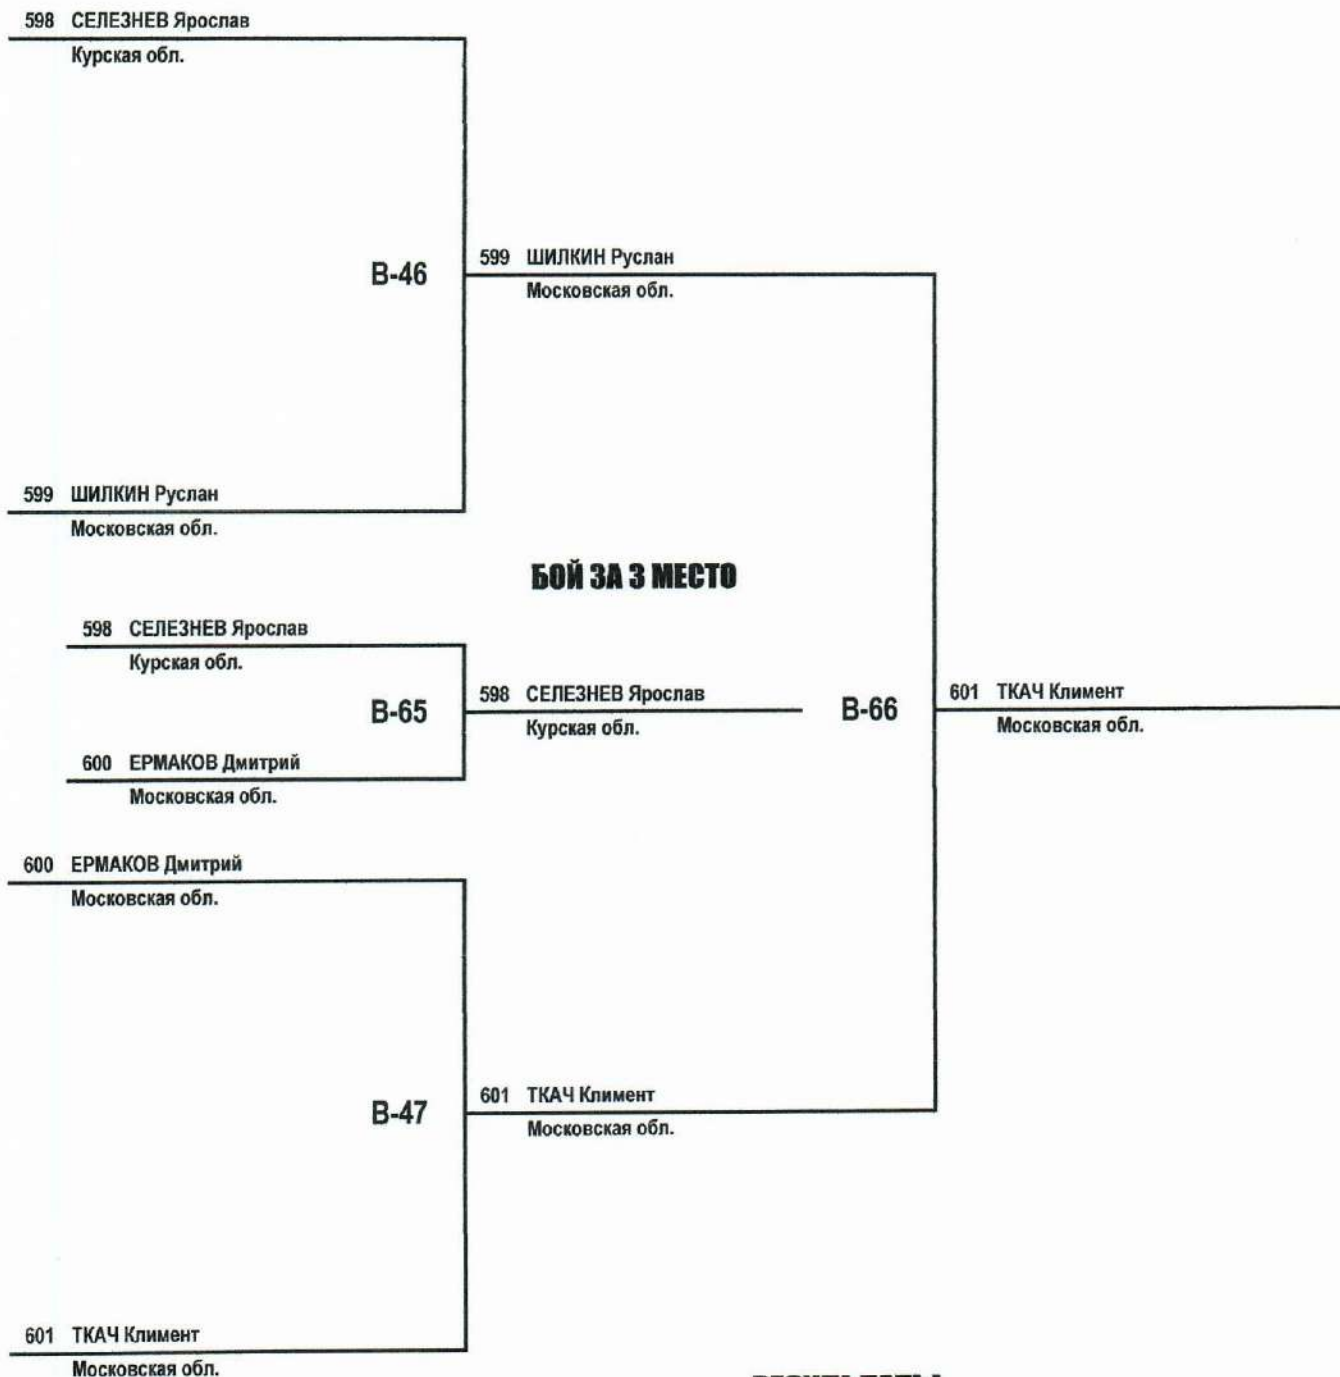 598 СЕЛЕЗНЕВ Ярослав
Курская обл.
В-46
599 ШИЛКИН Руслан
Московская обл.
599 ШИЛКИН Руслан
Московская обл.
БОЙ ЗА 3 МЕСТО
598 СЕЛЕЗНЕВ Ярослав
Курская обл.
В-65
598 СЕЛЕЗНЕВ Ярослав
Курская обл.
В-66
601 ТКАЧ Климент
Московская обл.
600 ЕРМАКОВ Дмитрий
Московская обл.
600 ЕРМАКОВ Дмитрий
Московская обл.
В-47
601 ТКАЧ Климент
Московская обл.
601 ТКАЧ Климент
Московская обл.